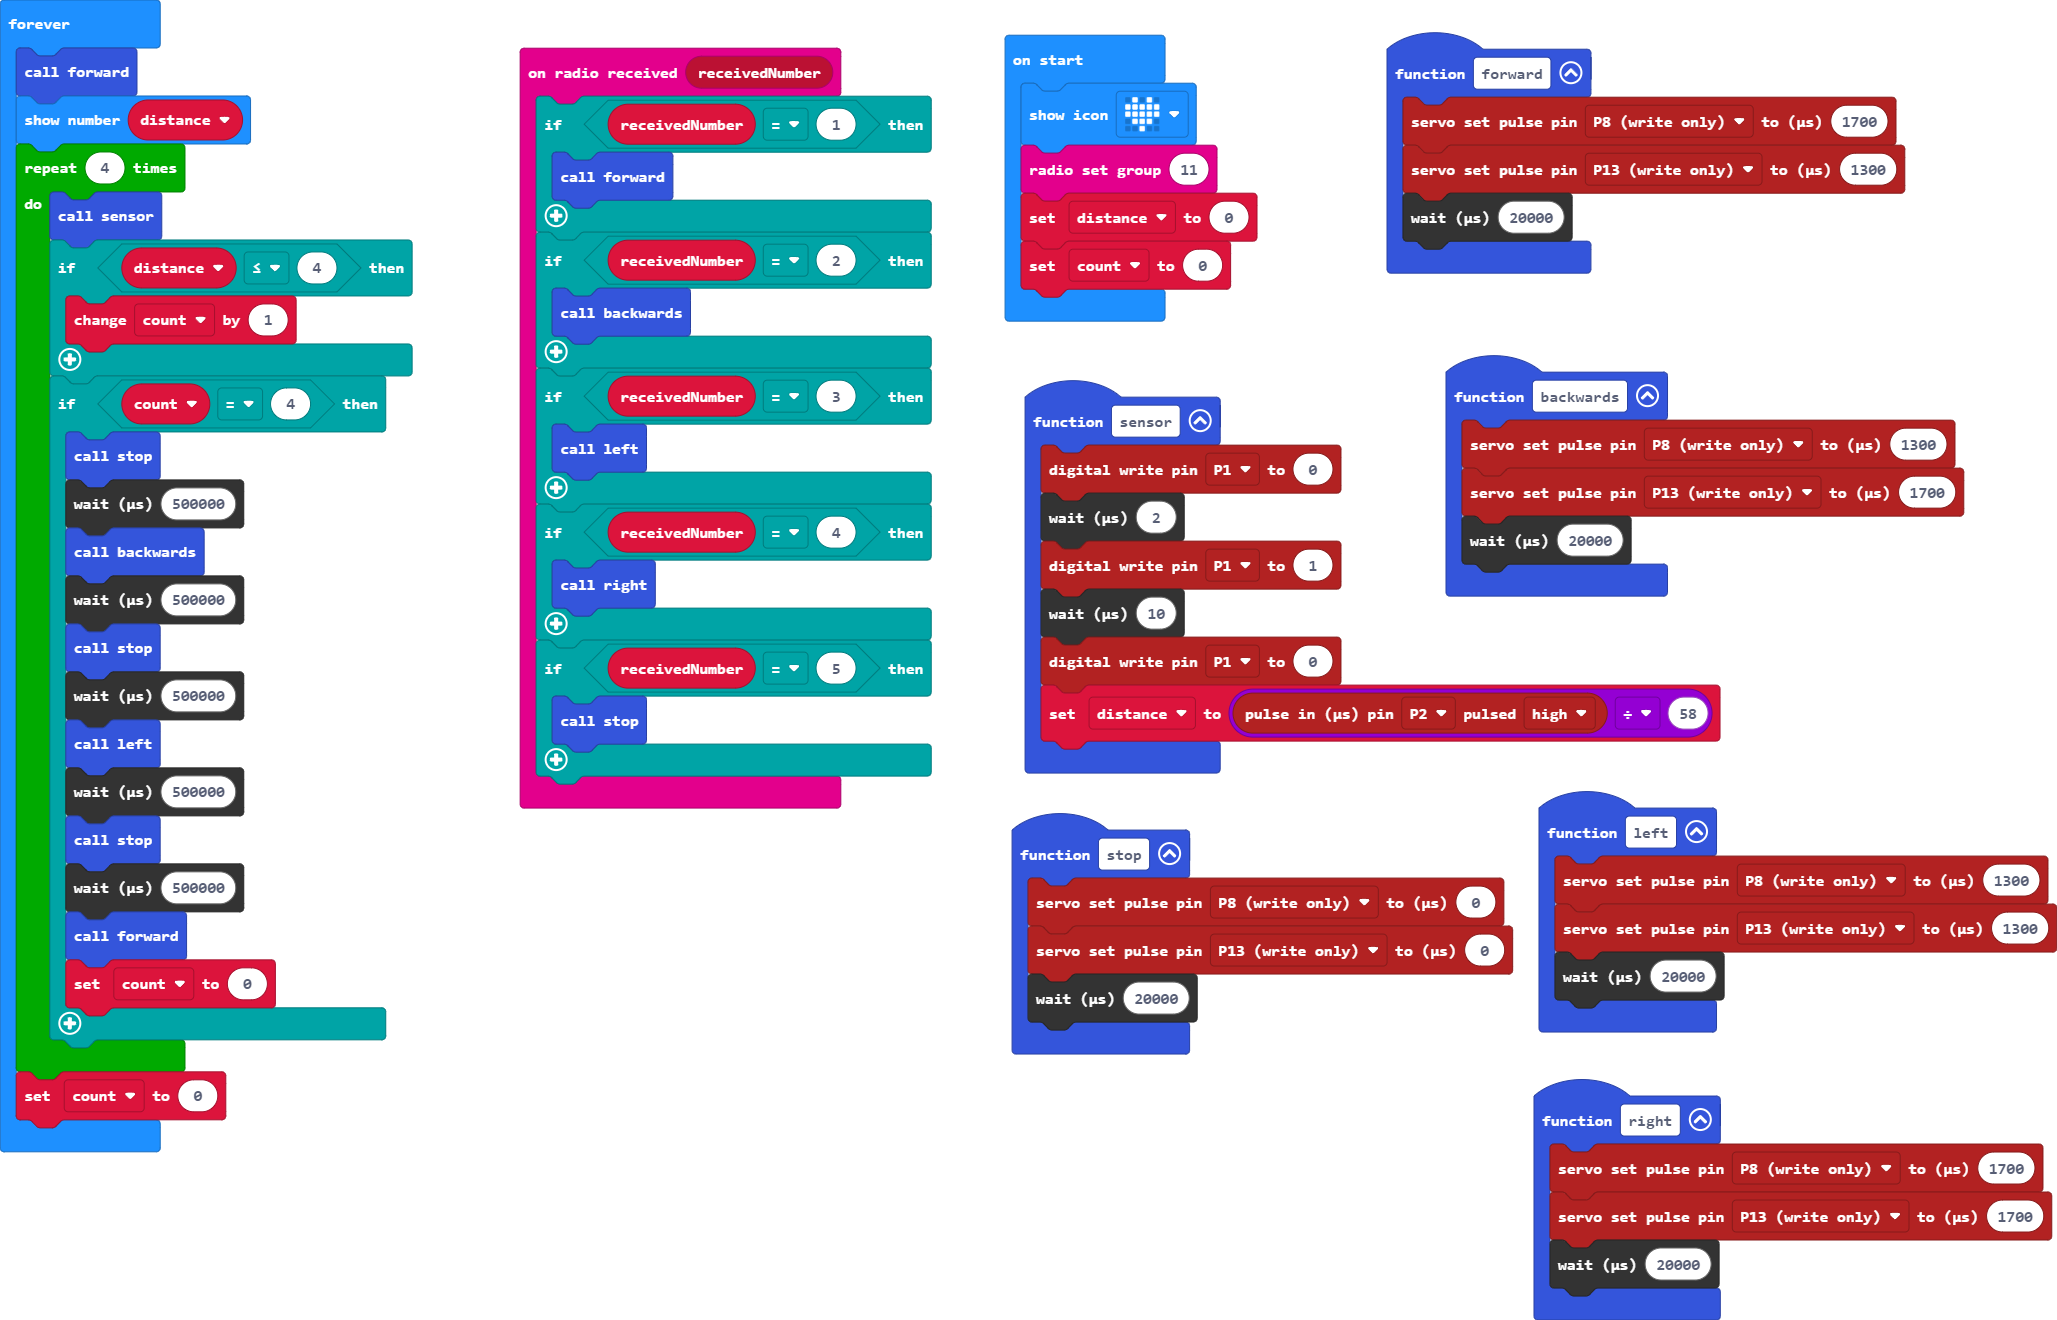 forever
call forward
show number distance
repeat 4 times
do
call sensor
if distance ≤ 4 then
change count by 1
if count = 4 then
call stop
wait (µs) 500000
call backwards
wait (µs) 500000
call stop
wait (µs) 500000
call left
wait (µs) 500000
call stop
wait (µs) 500000
call forward
set count to 0
set count to 0
on radio received receivedNumber
if receivedNumber = 1 then
call forward
if receivedNumber = 2 then
call backwards
if receivedNumber = 3 then
call left
if receivedNumber = 4 then
call right
if receivedNumber = 5 then
call stop
on start
show icon
radio set group 11
set distance to 0
set count to 0
function forward
servo set pulse pin P8 (write only) to (µs) 1700
servo set pulse pin P13 (write only) to (µs) 1300
wait (µs) 20000
function sensor
digital write pin P1 to 0
wait (µs) 2
digital write pin P1 to 1
wait (µs) 10
digital write pin P1 to 0
set distance to pulse in (µs) pin P2 pulsed high ÷ 58
function backwards
servo set pulse pin P8 (write only) to (µs) 1300
servo set pulse pin P13 (write only) to (µs) 1700
wait (µs) 20000
function stop
servo set pulse pin P8 (write only) to (µs) 0
servo set pulse pin P13 (write only) to (µs) 0
wait (µs) 20000
function left
servo set pulse pin P8 (write only) to (µs) 1300
servo set pulse pin P13 (write only) to (µs) 1300
wait (µs) 20000
function right
servo set pulse pin P8 (write only) to (µs) 1700
servo set pulse pin P13 (write only) to (µs) 1700
wait (µs) 20000